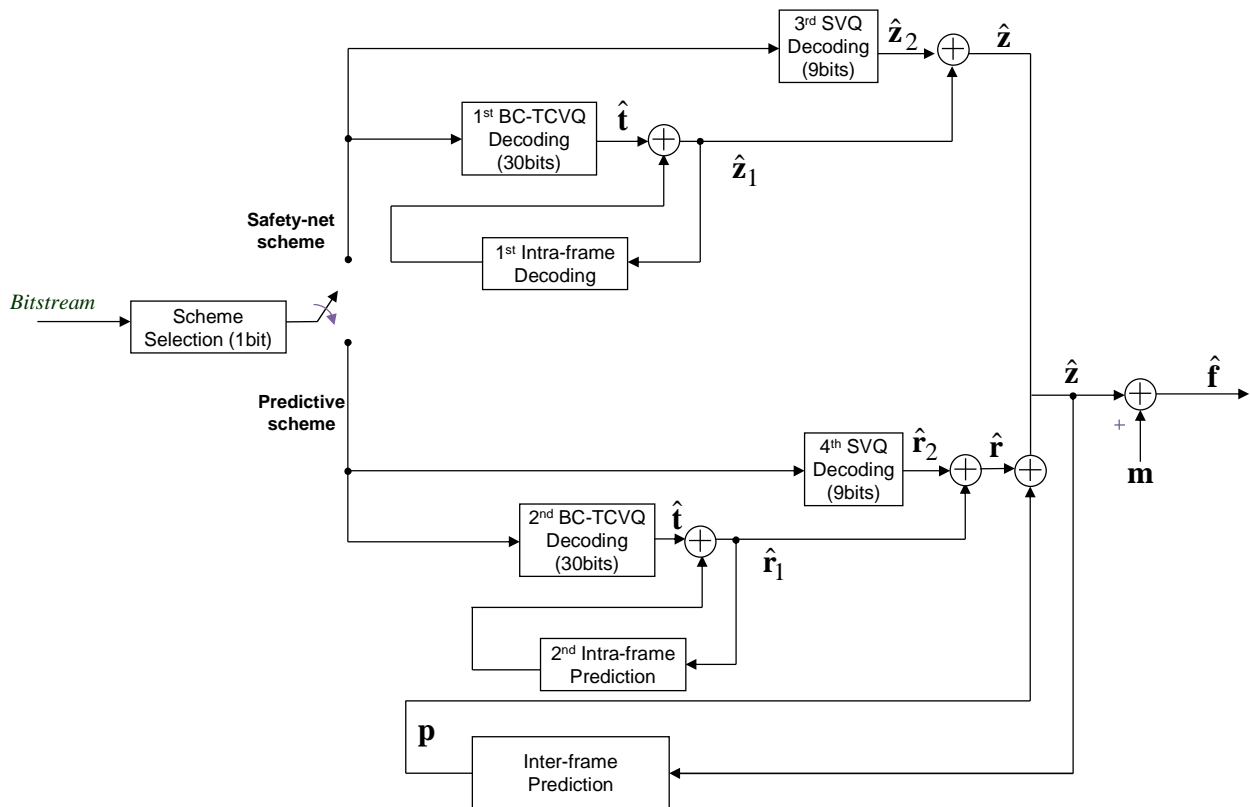 3rd SVQ
Decoding
(9bits)
ẑ2
ẑ
1st BC-TCVQ
Decoding
(30bits)
t̂
ẑ1
Safety-net
scheme
1st Intra-frame
Decoding
Bitstream
Scheme
Selection (1bit)
Predictive
scheme
ẑ
f̂
+
m
4th SVQ
Decoding
(9bits)
r̂2
r̂
2nd BC-TCVQ
Decoding
(30bits)
t̂
r̂1
2nd Intra-frame
Prediction
p
Inter-frame
Prediction